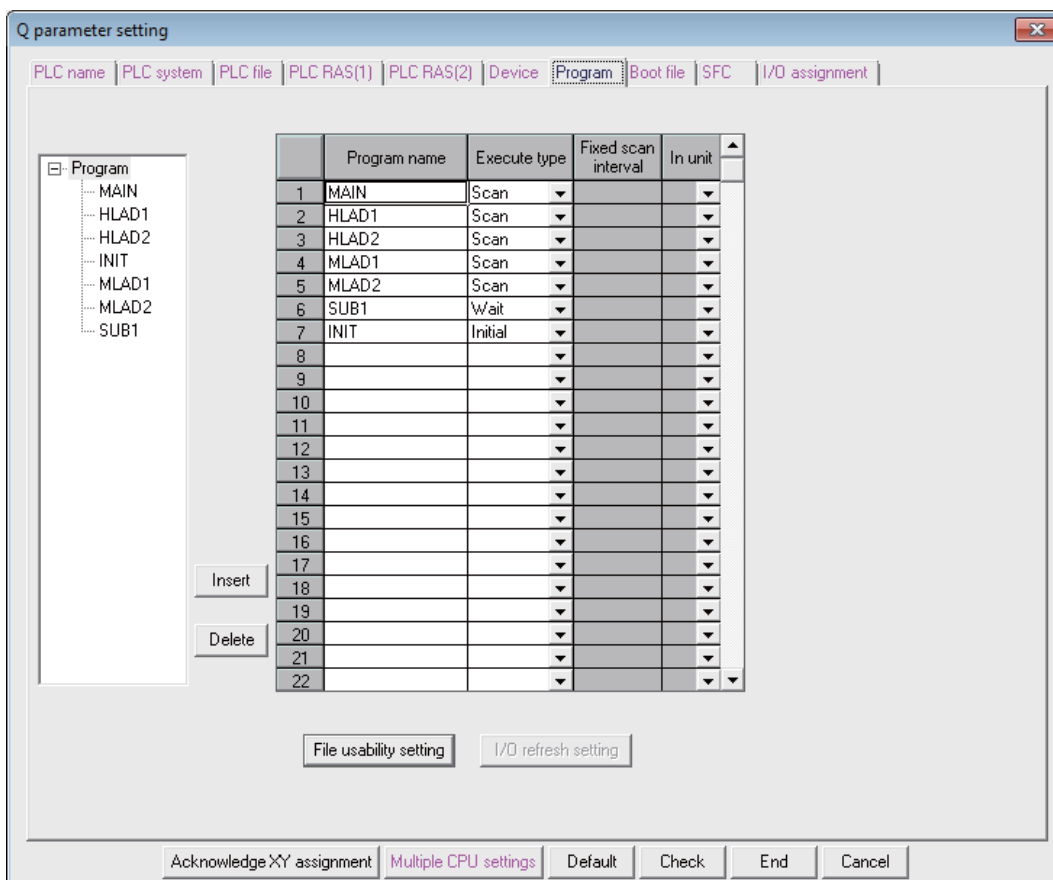 Q parameter setting
PLC name PLC system PLC file PLC RAS(1) PLC RAS(2) Device Program Boot file SFC I/O assignment
Program
MAIN
HLAD1
HLAD2
INIT
MLAD1
MLAD2
SUB1
Program name Execute type Fixed scan interval In unit
1 MAIN Scan
2 HLAD1 Scan
3 HLAD2 Scan
4 MLAD1 Scan
5 MLAD2 Scan
6 SUB1 Wait
7 INIT Initial
8
9
10
11
12
13
14
15
16
17
18
19
20
21
22
Insert
Delete
File usability setting I/O refresh setting
Acknowledge XY assignment Multiple CPU settings Default Check End Cancel